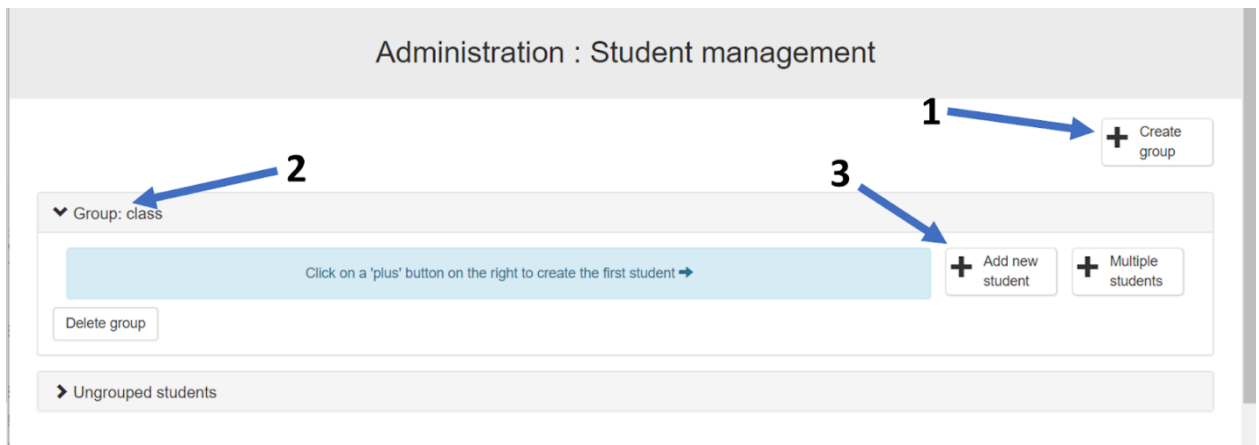 Administration : Student management
1
Create
group
2
3
Group: class
Click on a 'plus' button on the right to create the first student
Add new
student
Multiple
students
Delete group
Ungrouped students